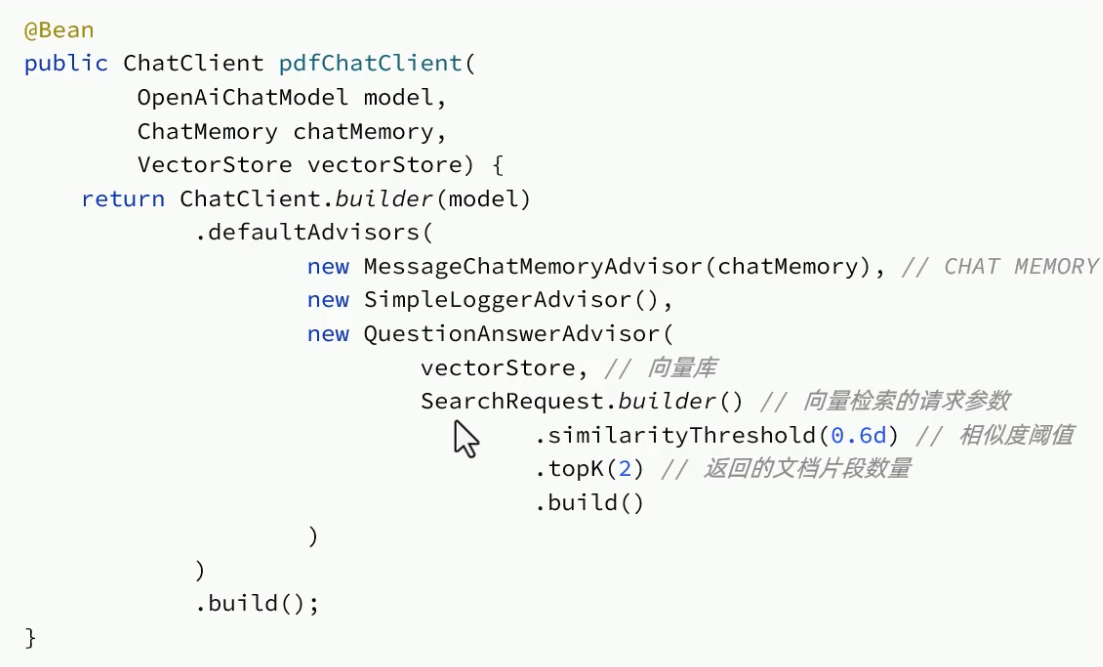 @Bean
public ChatClient pdfChatClient(
        OpenAiChatModel model,
        ChatMemory chatMemory,
        VectorStore vectorStore) {
    return ChatClient.builder(model)
            .defaultAdvisors(
                    new MessageChatMemoryAdvisor(chatMemory), // CHAT MEMORY
                    new SimpleLoggerAdvisor(),
                    new QuestionAnswerAdvisor(
                            vectorStore, // 向量库
                            SearchRequest.builder() // 向量检索的请求参数
                                    .similarityThreshold(0.6d) // 相似度阈值
                                    .topK(2) // 返回的文档片段数量
                                    .build()
                    )
            )
            .build();
}